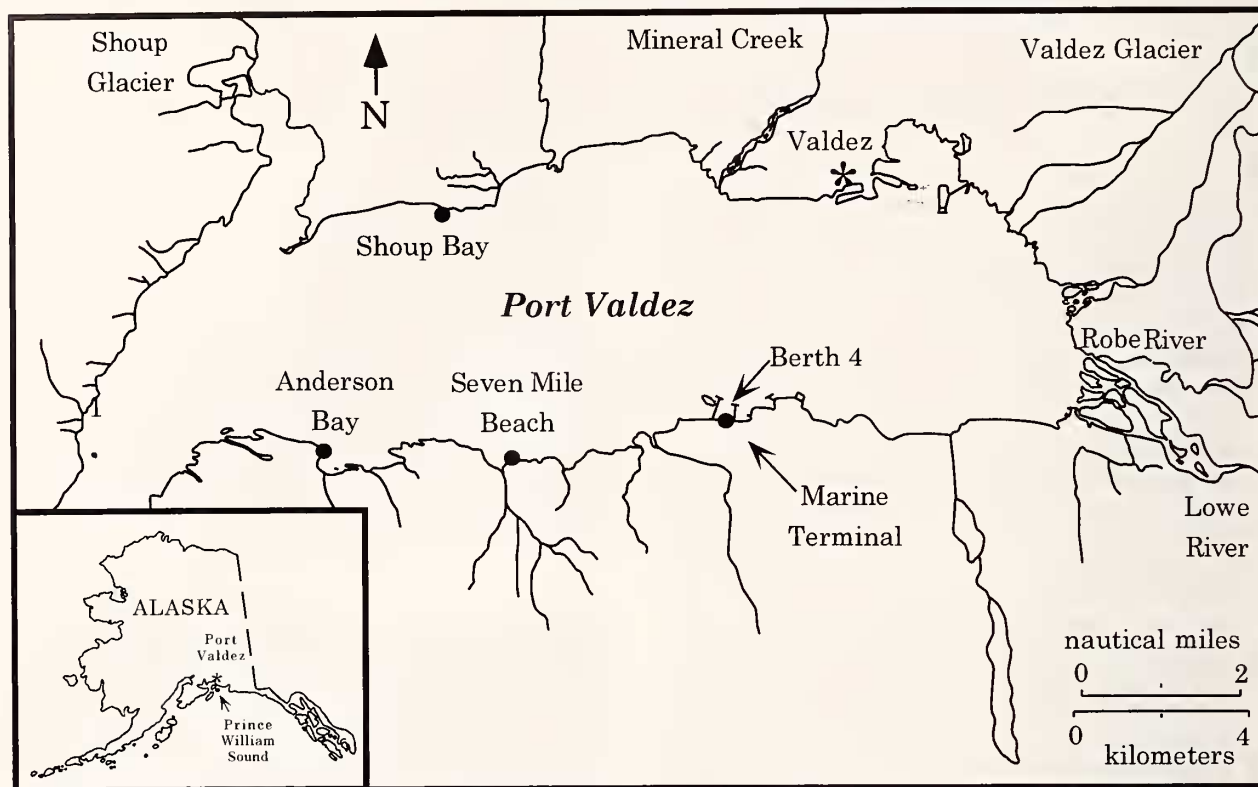 Shoup
Glacier
N
Mineral Creek
Valdez Glacier
Valdez
*
Shoup Bay
Port Valdez
Robe River
Berth 4
Anderson
Bay
Seven Mile
Beach
Marine
Terminal
Lowe
River
ALASKA
Port
Valdez
*
Prince
William
Sound
nautical miles
0 2
0 4
kilometers